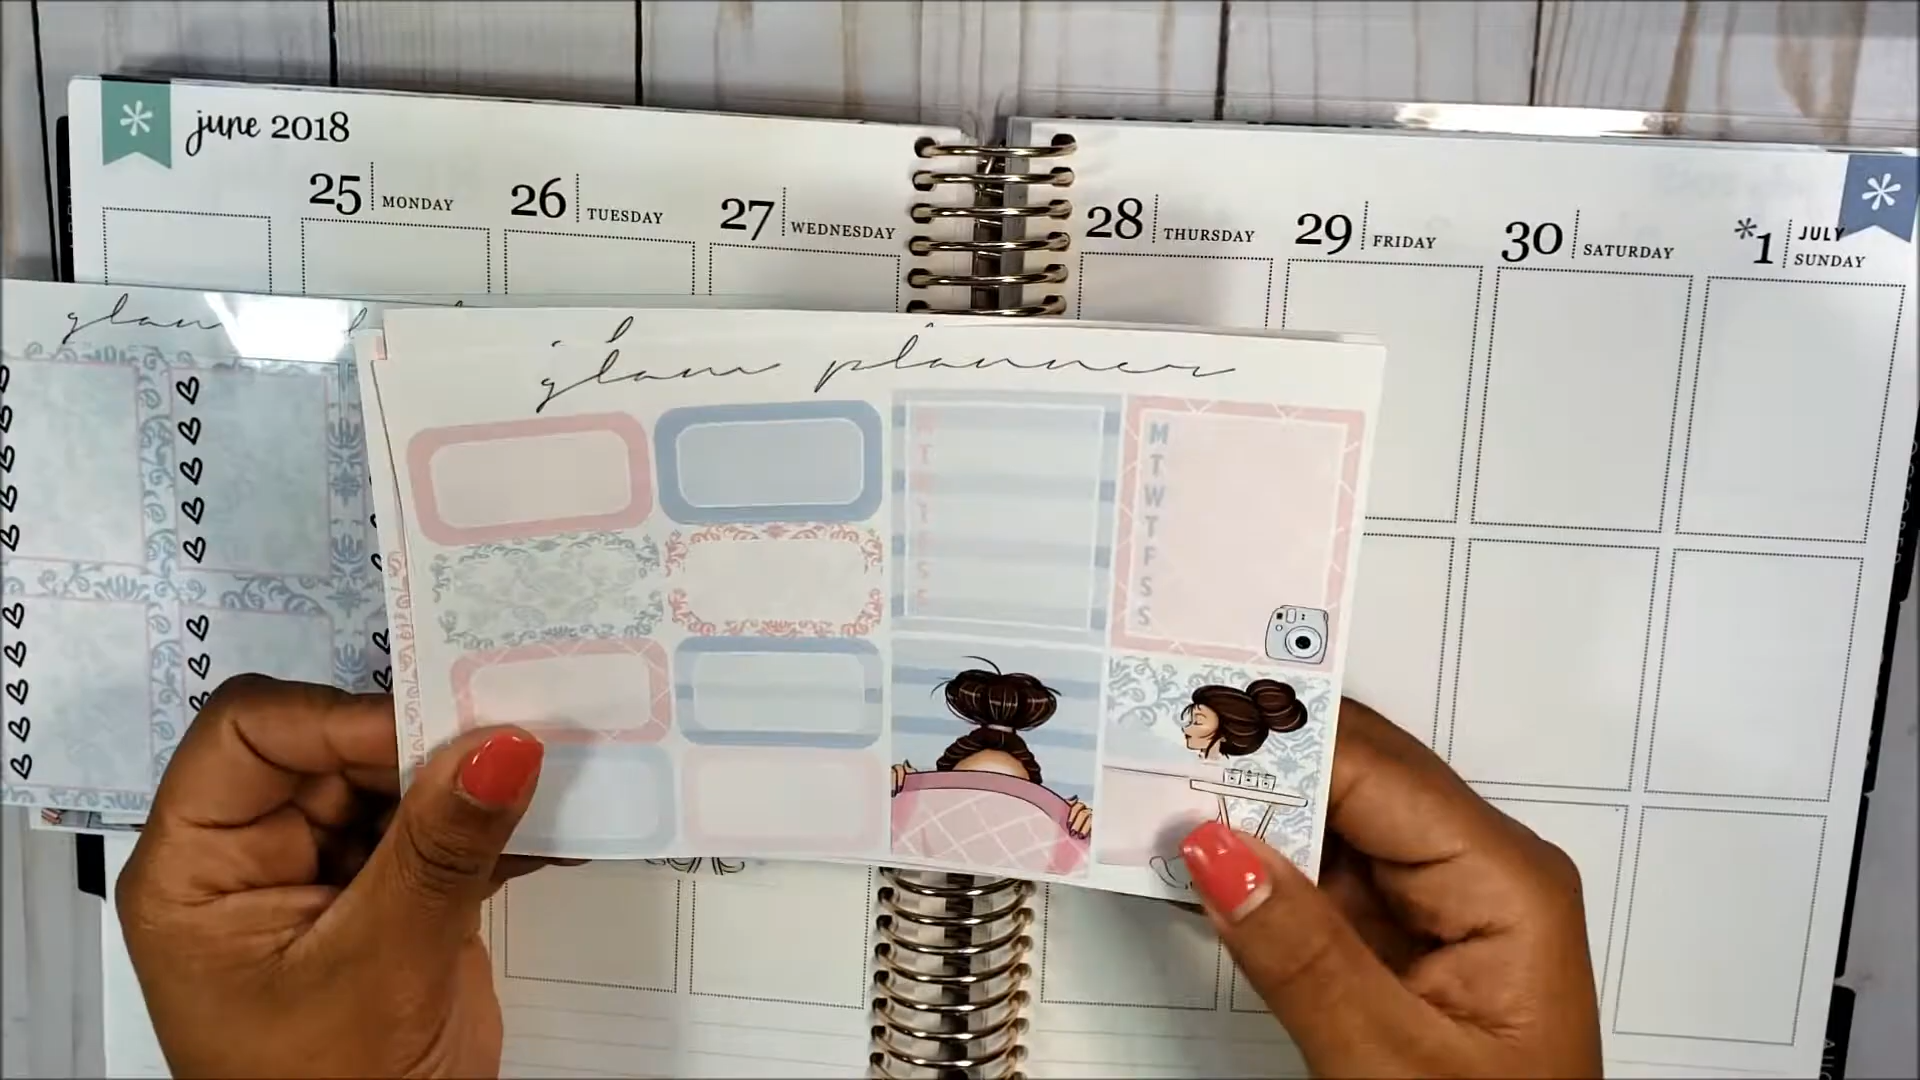 june 2018
25 MONDAY
26 TUESDAY
27 WEDNESDAY
28 THURSDAY
29 FRIDAY
30 SATURDAY
*1 JULY SUNDAY
glam
glam planner
M
T
W
T
F
S
S
M
T
W
T
F
S
S